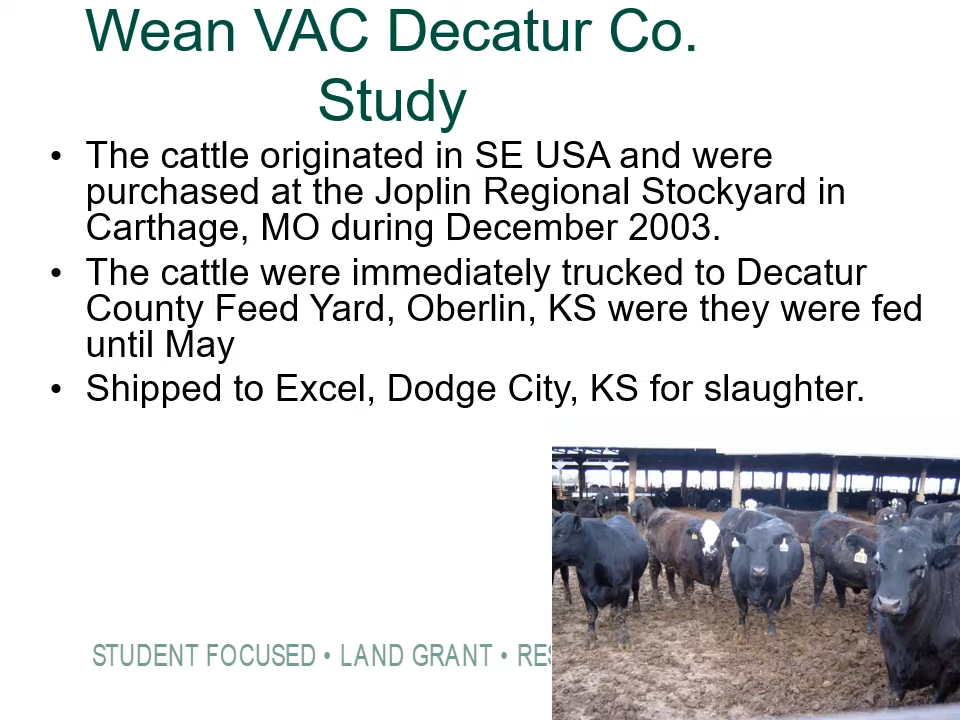 Wean VAC Decatur Co.
Study
• The cattle originated in SE USA and were
purchased at the Joplin Regional Stockyard in
Carthage, MO during December 2003.
• The cattle were immediately trucked to Decatur
County Feed Yard, Oberlin, KS were they were fed
until May
• Shipped to Excel, Dodge City, KS for slaughter.
STUDENT FOCUSED • LAND GRANT •